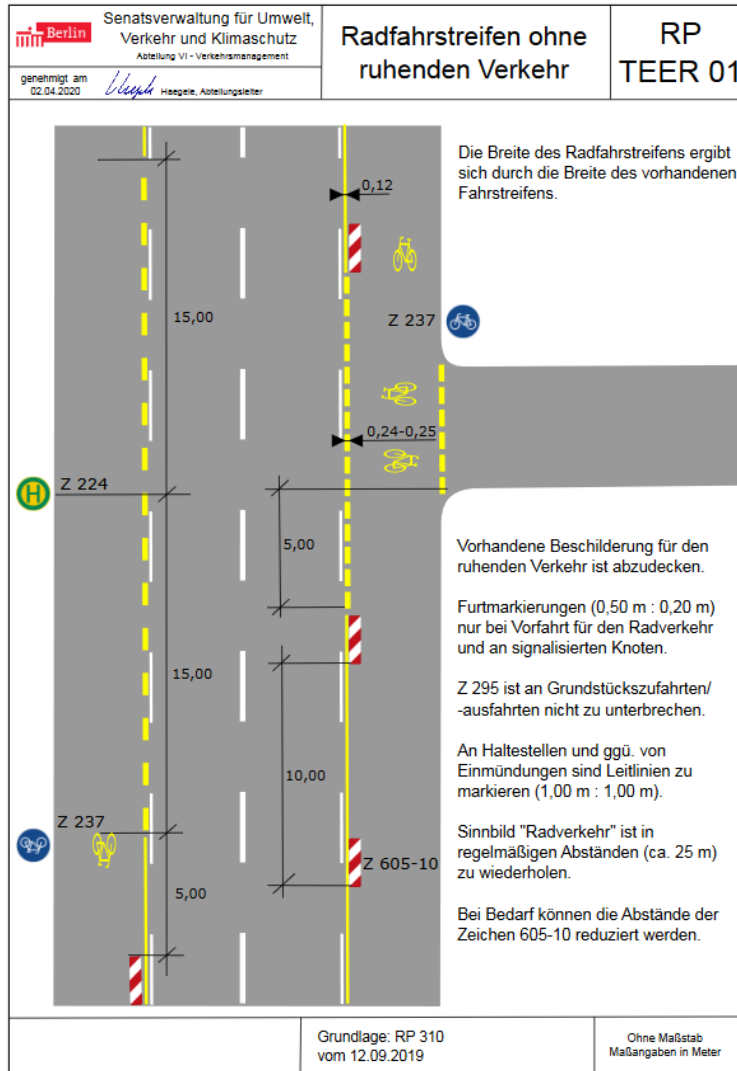 Berlin
Senatsverwaltung für Umwelt,
Verkehr und Klimaschutz
Abteilung VI - Verkehrsmanagement
genehmigt am
02.04.2020
Haegele, Abteilungsleiter
Radfahrstreifen ohne
ruhenden Verkehr
RP
TEER 01
Die Breite des Radfahrstreifens ergibt
sich durch die Breite des vorhandenen
Fahrstreifens.
0,12
15,00
Z 237
0,24-0,25
H
Z 224
5,00
Vorhandene Beschilderung für den
ruhenden Verkehr ist abzudecken.
Furtmarkierungen (0,50 m : 0,20 m)
nur bei Vorfahrt für den Radverkehr
und an signalisierten Knoten.
Z 295 ist an Grundstückszufahrten/
-ausfahrten nicht zu unterbrechen.
An Haltestellen und ggü. von
Einmündungen sind Leitlinien zu
markieren (1,00 m : 1,00 m).
Sinnbild "Radverkehr" ist in
regelmäßigen Abständen (ca. 25 m)
zu wiederholen.
Bei Bedarf können die Abstände der
Zeichen 605-10 reduziert werden.
15,00
10,00
Z 237
Z 605-10
5,00
Grundlage: RP 310
vom 12.09.2019
Ohne Maßstab
Maßangaben in Meter